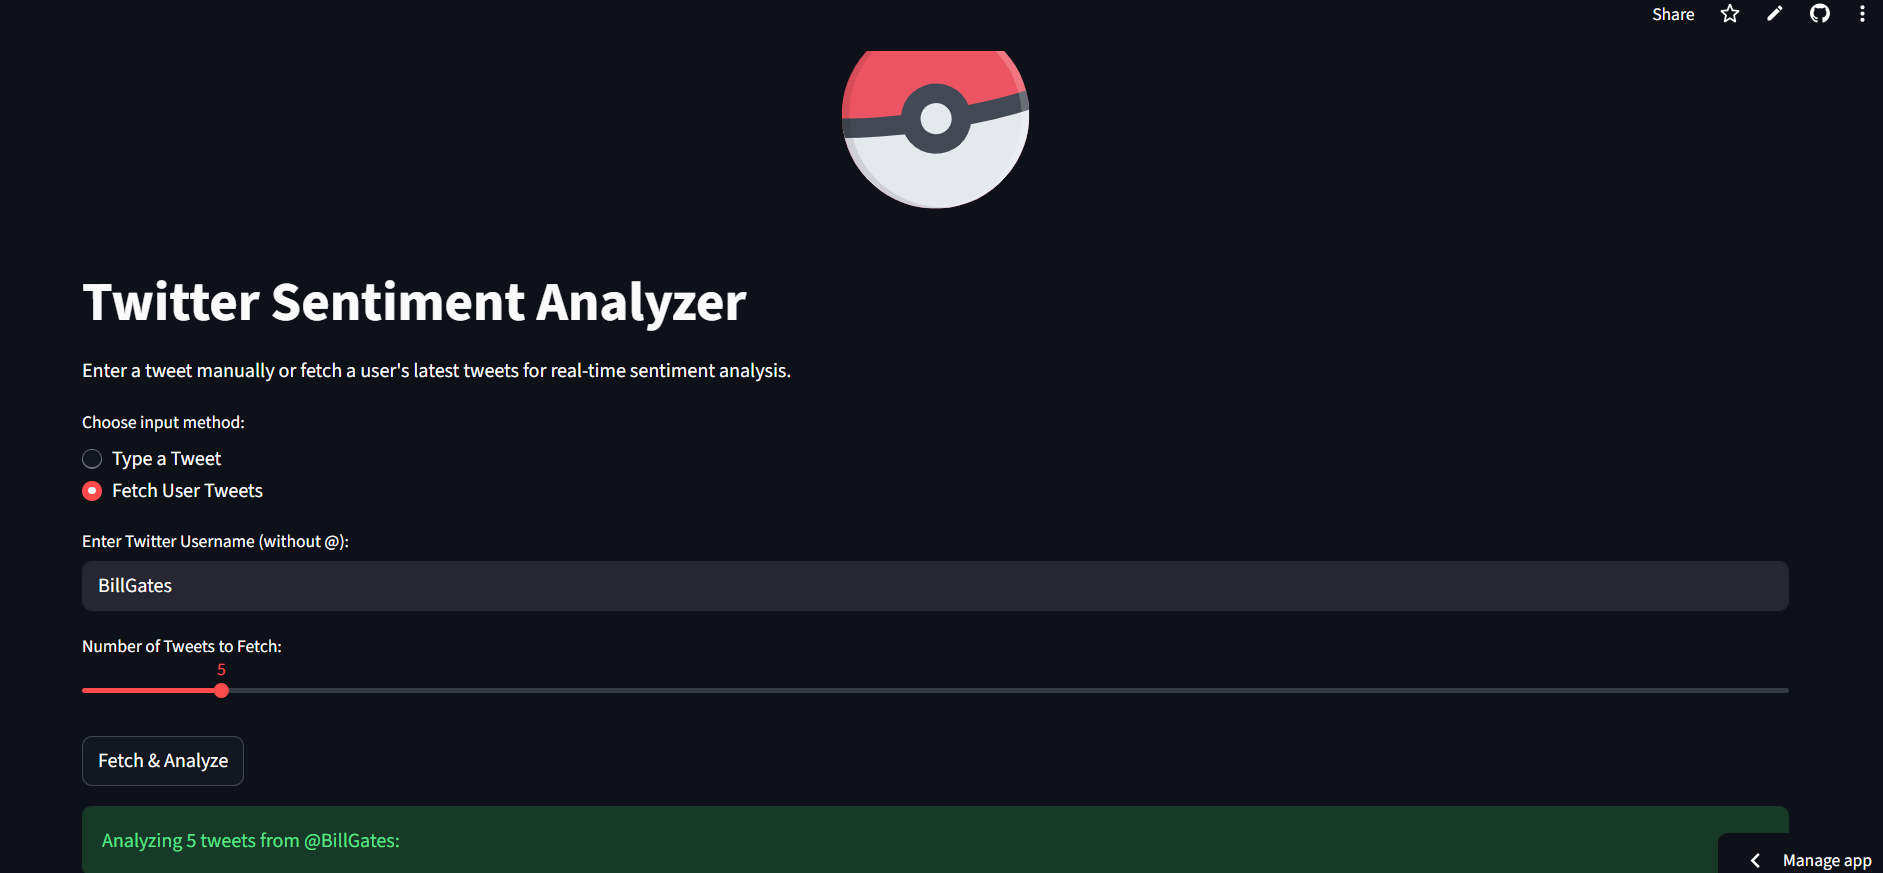 Share
Twitter Sentiment Analyzer
Enter a tweet manually or fetch a user's latest tweets for real-time sentiment analysis.
Choose input method:
Type a Tweet
Fetch User Tweets
Enter Twitter Username (without @):
BillGates
Number of Tweets to Fetch:
5
Fetch & Analyze
Analyzing 5 tweets from @BillGates:
Manage app